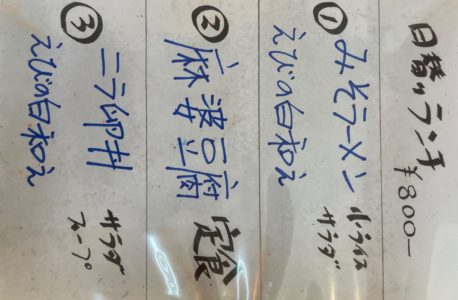 日替りランチ
¥800-
① みそラーメン 小ライス
えびの白和え サラダ
② 麻婆豆腐 定食
③ ニラ卵丼 サラダ
えびの白和え スープ